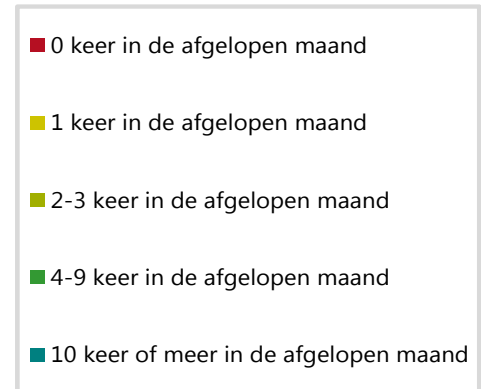 0 keer in de afgelopen maand
1 keer in de afgelopen maand
2-3 keer in de afgelopen maand
4-9 keer in de afgelopen maand
10 keer of meer in de afgelopen maand